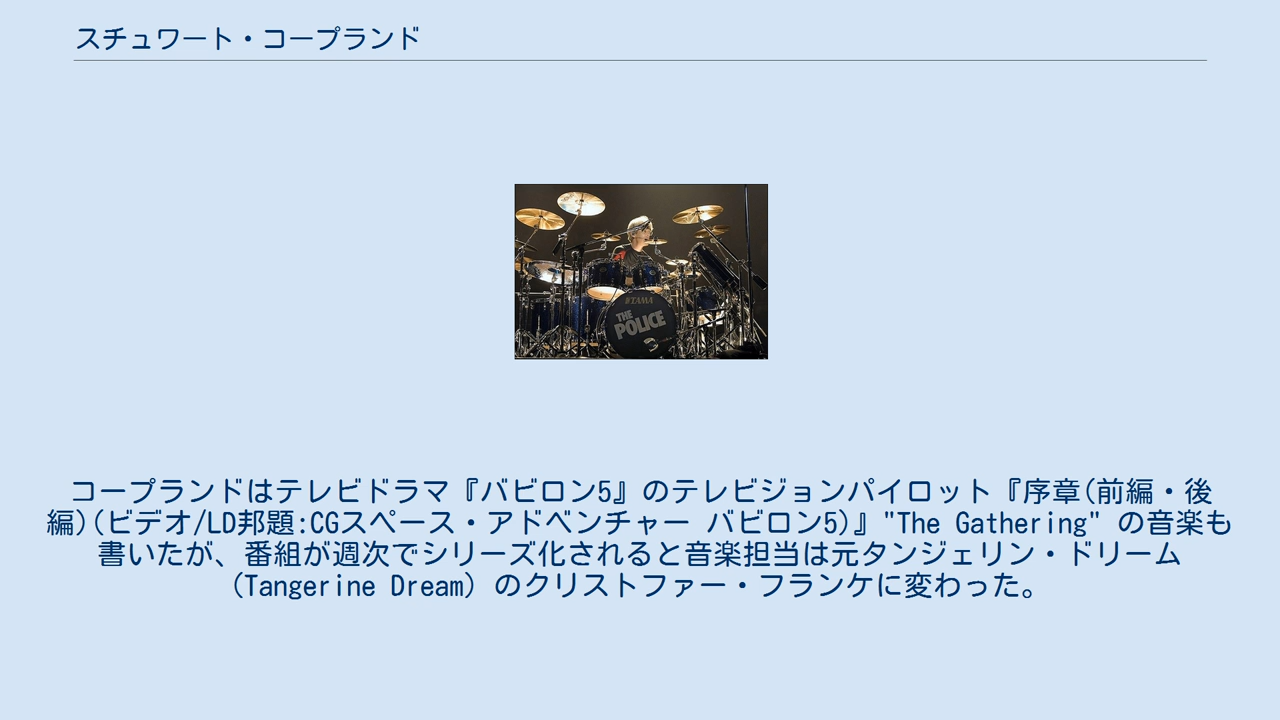 スチュワート・コープランド
TAMA
THE
POLICE
コープランドはテレビドラマ『バビロン5』のテレビジョンパイロット『序章(前編・後
編)(ビデオ/LD邦題:CGスペース・アドベンチャー バビロン5)』"The Gathering" の音楽も
書いたが、番組が週次でシリーズ化されると音楽担当は元タンジェリン・ドリーム
(Tangerine Dream) のクリストファー・フランケに変わった。